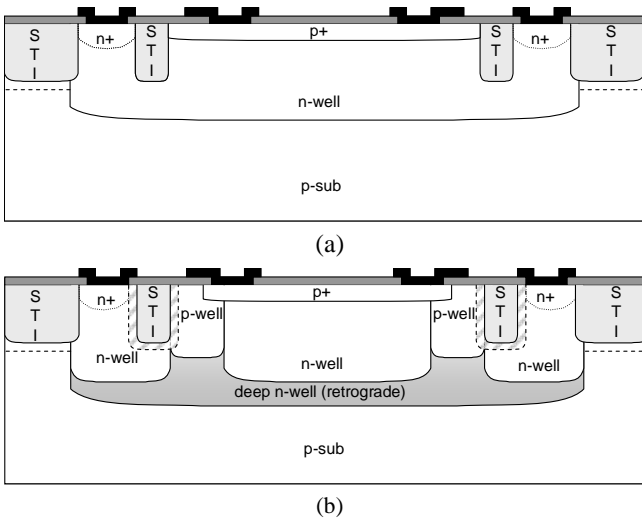 S T I n+ S T I p+ S T I n+ S T I
n-well
p-sub
(a)
S T I n+ S T I p-well p+ p-well S T I n+ S T I
n-well n-well n-well
deep n-well (retrograde)
p-sub
(b)